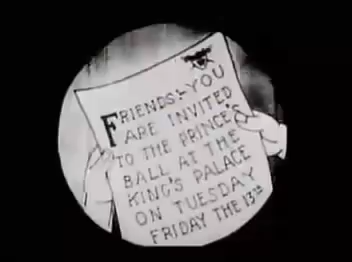 FRIENDS:- YOU
ARE INVITED
TO THE PRINCE'S
BALL AT THE
KING'S PALACE
ON TUESDAY
FRIDAY THE 13TH